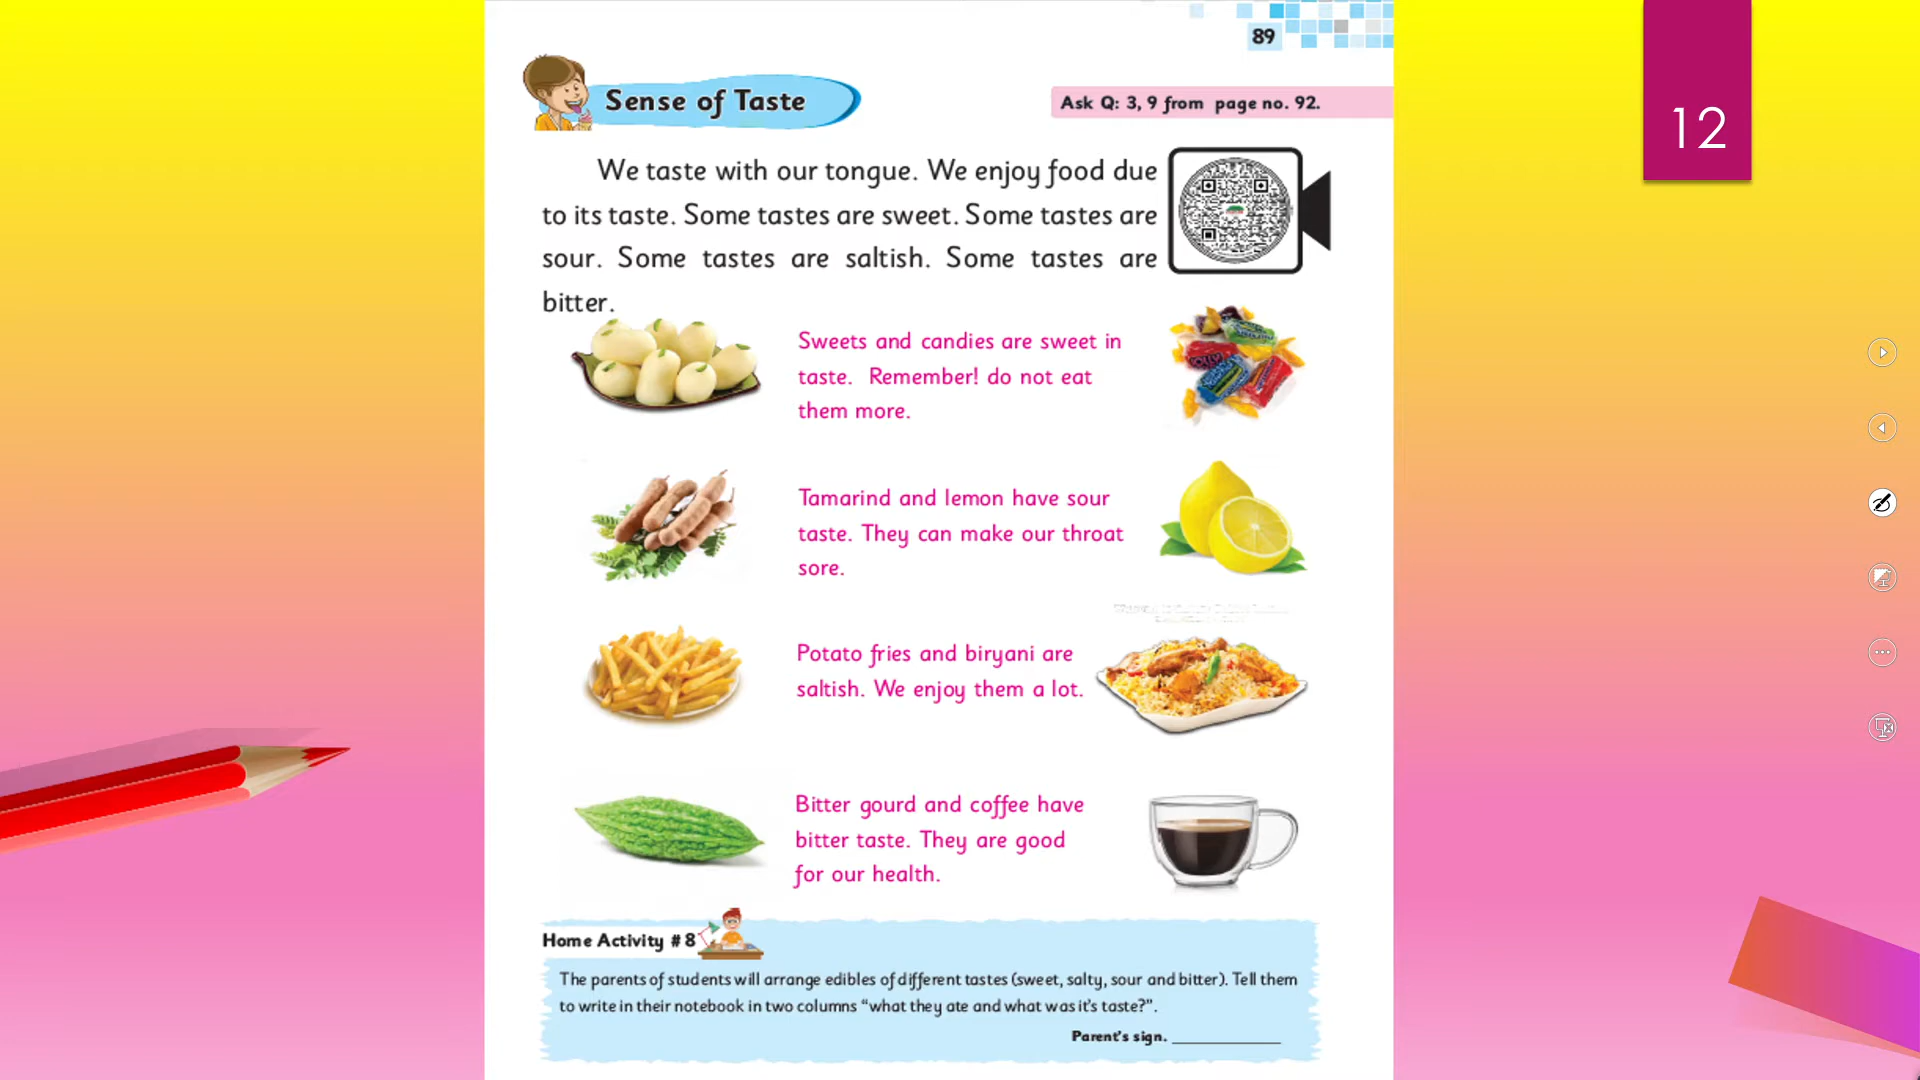 89
12
Sense of Taste
Ask Q: 3, 9 from page no. 92.
We taste with our tongue. We enjoy food due
to its taste. Some tastes are sweet. Some tastes are
sour. Some tastes are saltish. Some tastes are
bitter.
Sweets and candies are sweet in
taste. Remember! do not eat
them more.
Tamarind and lemon have sour
taste. They can make our throat
sore.
Potato fries and biryani are
saltish. We enjoy them a lot.
Bitter gourd and coffee have
bitter taste. They are good
for our health.
Home Activity # 8
The parents of students will arrange edibles of different tastes (sweet, salty, sour and bitter). Tell them
to write in their notebook in two columns “what they ate and what was it's taste?”.
Parent's sign. ____________